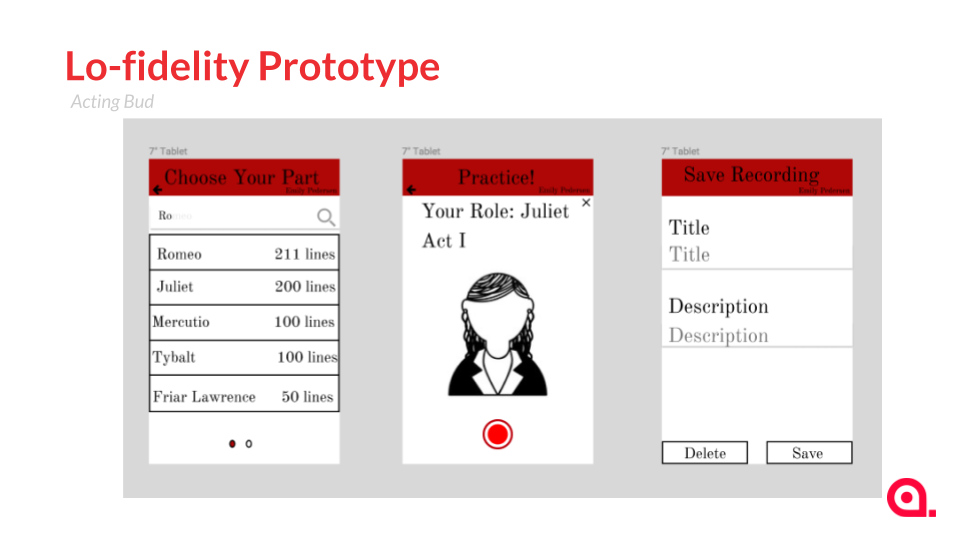 Lo-fidelity Prototype
Acting Bud
7" Tablet
Choose Your Part
Emily Pedersen
Ro
Romeo 211 lines
Juliet 200 lines
Mercutio 100 lines
Tybalt 100 lines
Friar Lawrence 50 lines
7" Tablet
Practice!
Emily Pedersen
Your Role: Juliet
Act I
7" Tablet
Save Recording
Emily Pedersen
Title
Title
Description
Description
Delete Save